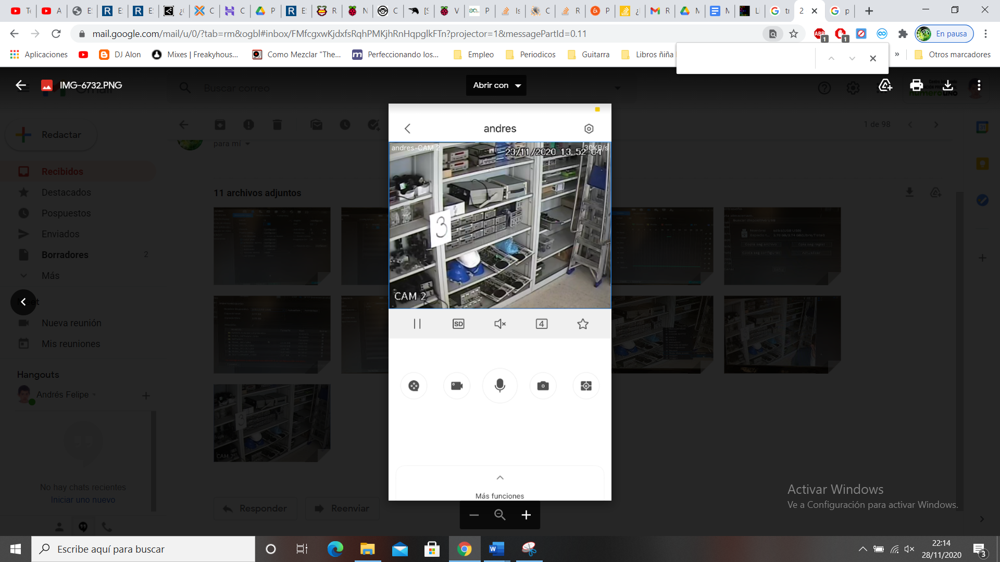 mail.google.com/mail/u/0/?tab=rm&ogbl#inbox/FMfcgxwKjdxfsRqhPMKjhRnHqpglkFTn?projector=1&messagePartId=0.11
En pausa
Aplicaciones
DJ Alon
Mixes | Freakyhous...
Como Mezclar "The...
Perfeccionando los...
Empleo
Periodicos
Guitarra
Libros ñiña
»
Otros marcadores
IMG-6732.PNG
Abrir con
Buscar correo
Redactar
para mí
1 de 98
Recibidos
Destacados
Pospuestos
Enviados
Borradores
2
Más
11 archivos adjuntos
Nueva reunión
Mis reuniones
Hangouts
Andrés Felipe
No hay chats recientes
Iniciar uno nuevo
andres
andres-CAM 2
23/11/2020 13:52:04
3
CAM 2
SD
4
Más funciones
Responder
Reenviar
Activar Windows
Ve a Configuración para activar Windows.
Escribe aquí para buscar
22:14
28/11/2020
3